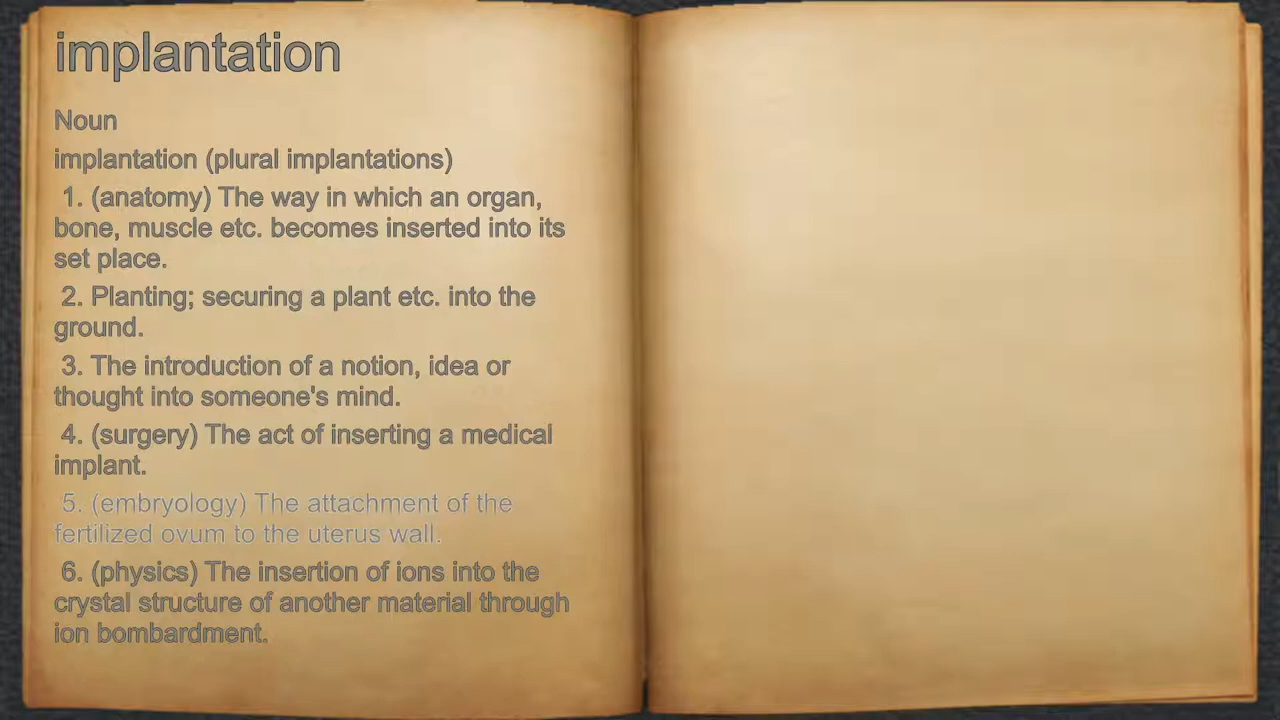 implantation
Noun
implantation (plural implantations)
1. (anatomy) The way in which an organ,
bone, muscle etc. becomes inserted into its
set place.
2. Planting; securing a plant etc. into the
ground.
3. The introduction of a notion, idea or
thought into someone's mind.
4. (surgery) The act of inserting a medical
implant.
5. (embryology) The attachment of the
fertilized ovum to the uterus wall.
6. (physics) The insertion of ions into the
crystal structure of another material through
ion bombardment.